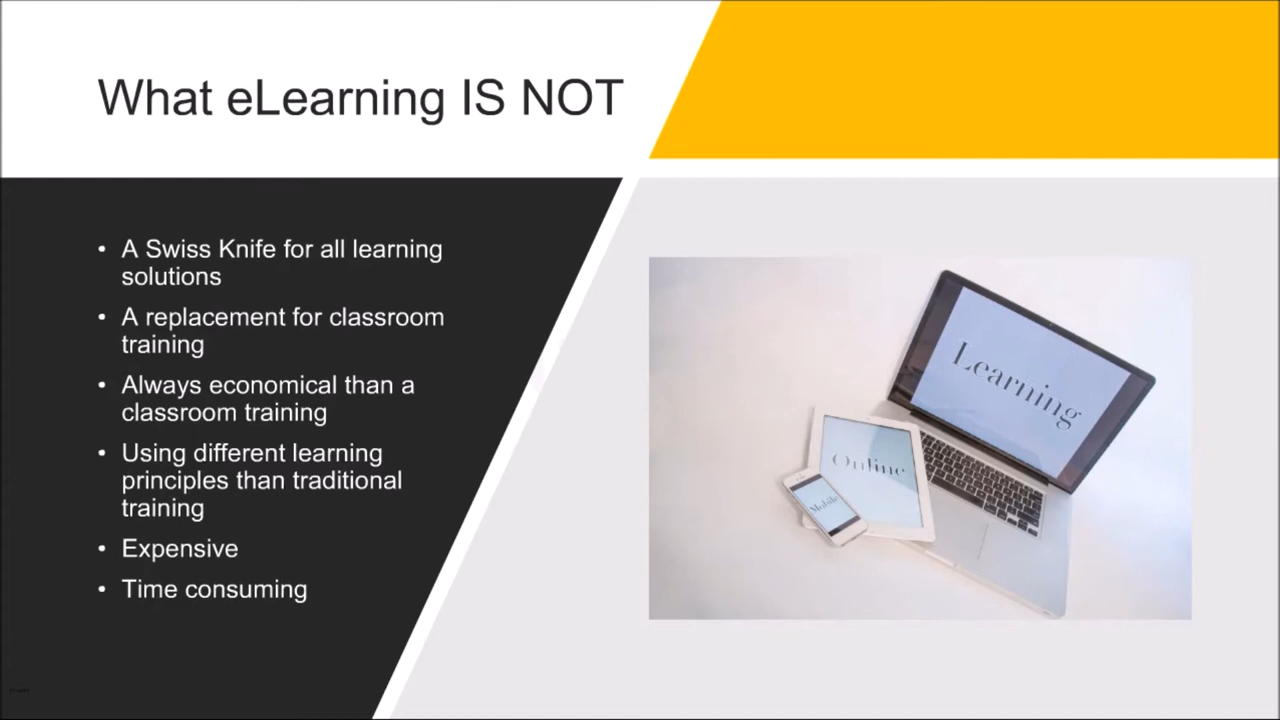 What eLearning IS NOT
• A Swiss Knife for all learning
solutions
• A replacement for classroom
training
• Always economical than a
classroom training
• Using different learning
principles than traditional
training
• Expensive
• Time consuming
Learning
Online
Mobile